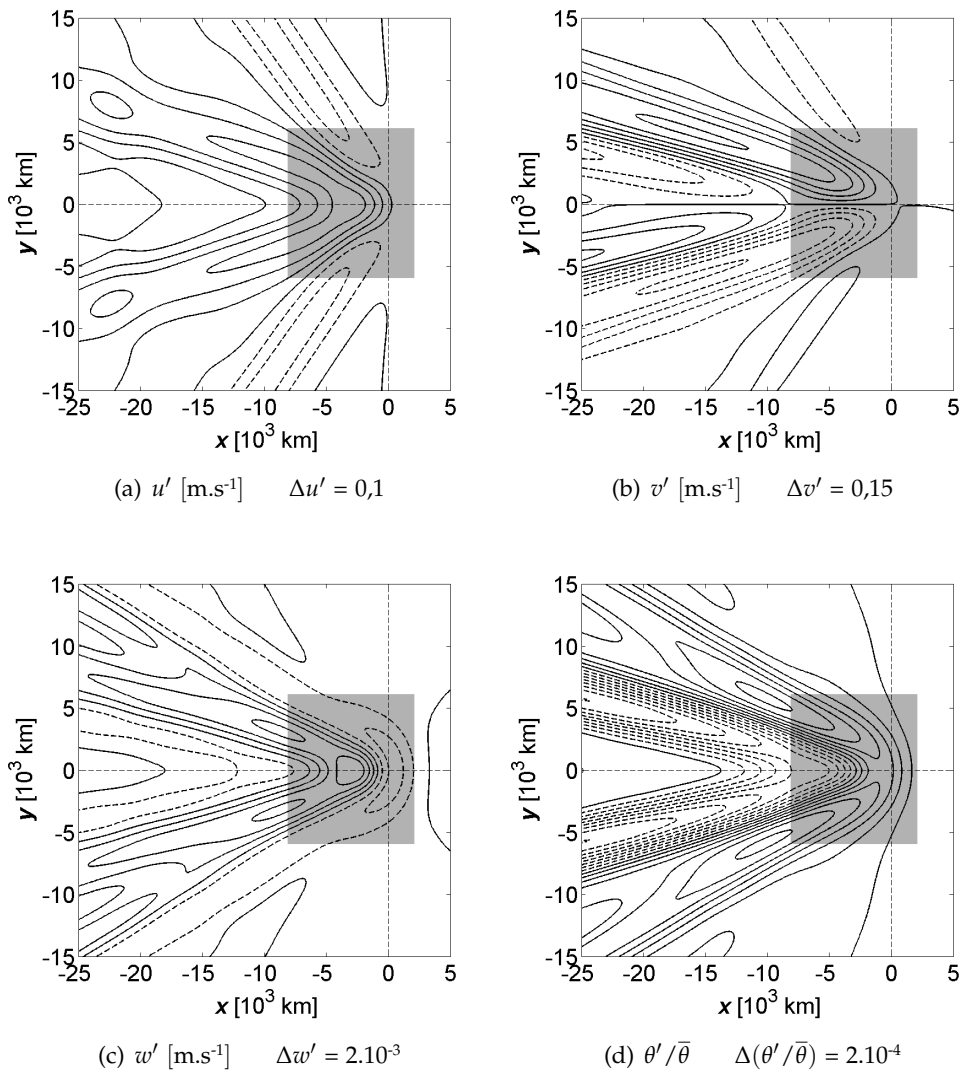 15
10
5
0
-5
-10
-15
-25 -20 -15 -10 -5 0 5
y [10³ km]
x [10³ km]
(a) u′ [m.s-1] Δu′ = 0,1
15
10
5
0
-5
-10
-15
-25 -20 -15 -10 -5 0 5
y [10³ km]
x [10³ km]
(b) v′ [m.s-1] Δv′ = 0,15
15
10
5
0
-5
-10
-15
-25 -20 -15 -10 -5 0 5
y [10³ km]
x [10³ km]
(c) w′ [m.s-1] Δw′ = 2.10-3
15
10
5
0
-5
-10
-15
-25 -20 -15 -10 -5 0 5
y [10³ km]
x [10³ km]
(d) θ′/θ̅ Δ(θ′/θ̅) = 2.10-4